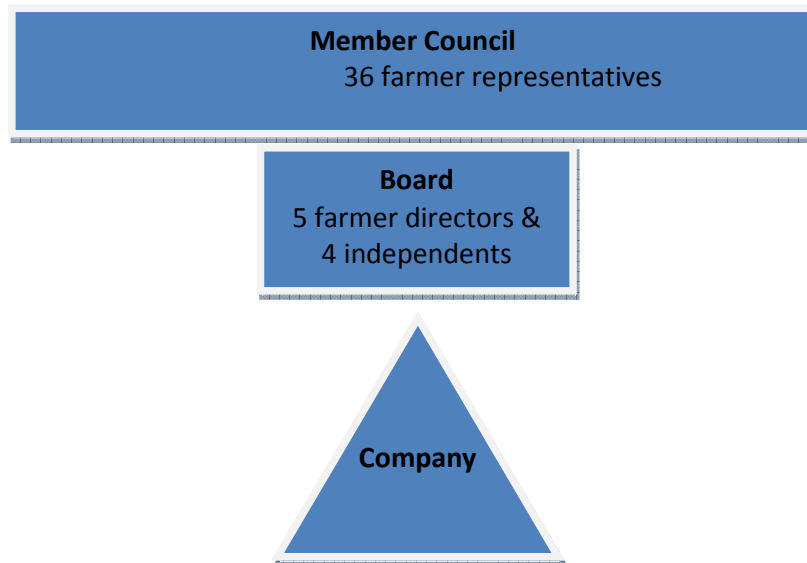 Member Council
36 farmer representatives
Board
5 farmer directors &
4 independents
Company